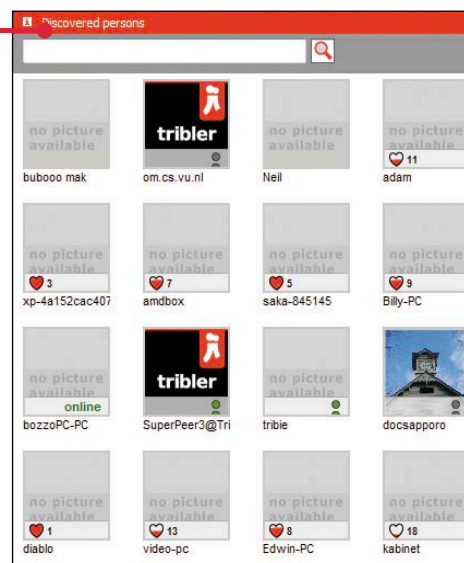 Discovered persons
no picture available
tribler
no picture available
no picture available
11
bubooo mak
om.cs.vu.nl
Neil
adam
no picture available
no picture available
no picture available
no picture available
3
7
5
9
xp-4a152cac407
amdbox
saka-845145
Billy-PC
no picture available
tribler
no picture available
online
bozzoPC-PC
SuperPeer3@Tri
tribie
docsapporo
no picture available
no picture available
no picture available
no picture available
1
13
8
18
diablo
video-pc
Edwin-PC
kabinet